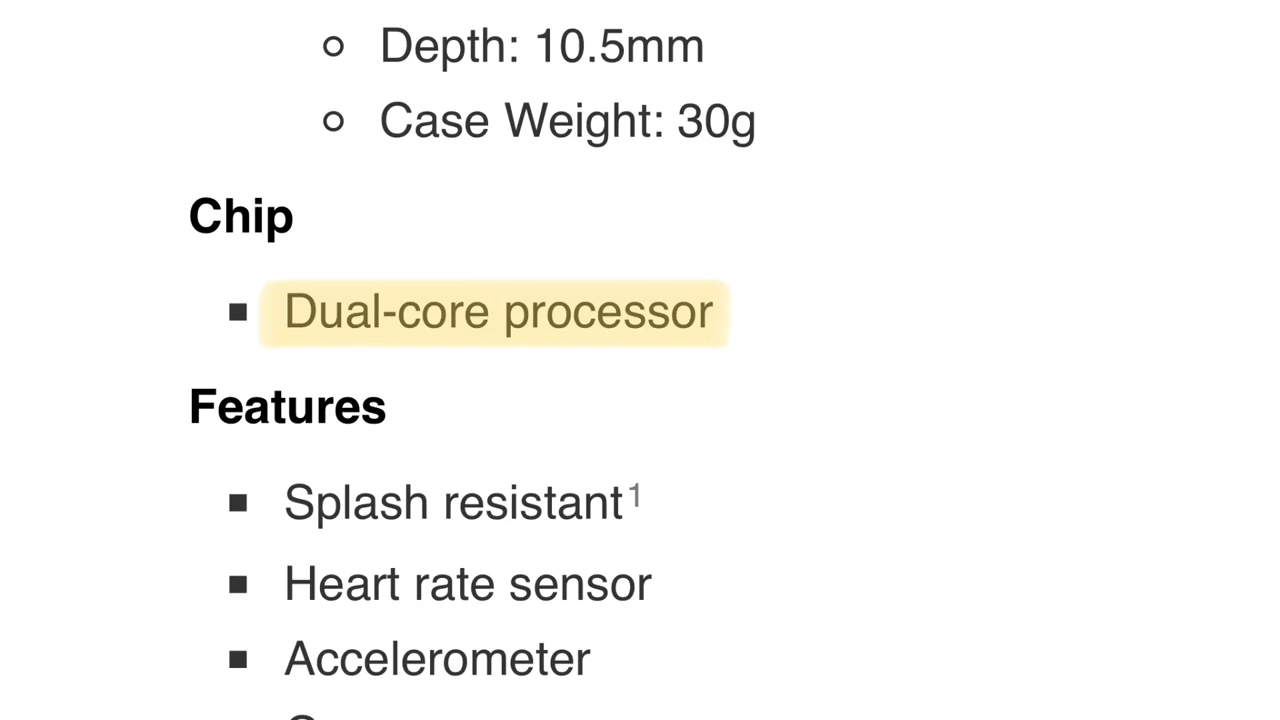 Depth: 10.5mm
Case Weight: 30g
Chip
Dual-core processor
Features
Splash resistant1
Heart rate sensor
Accelerometer